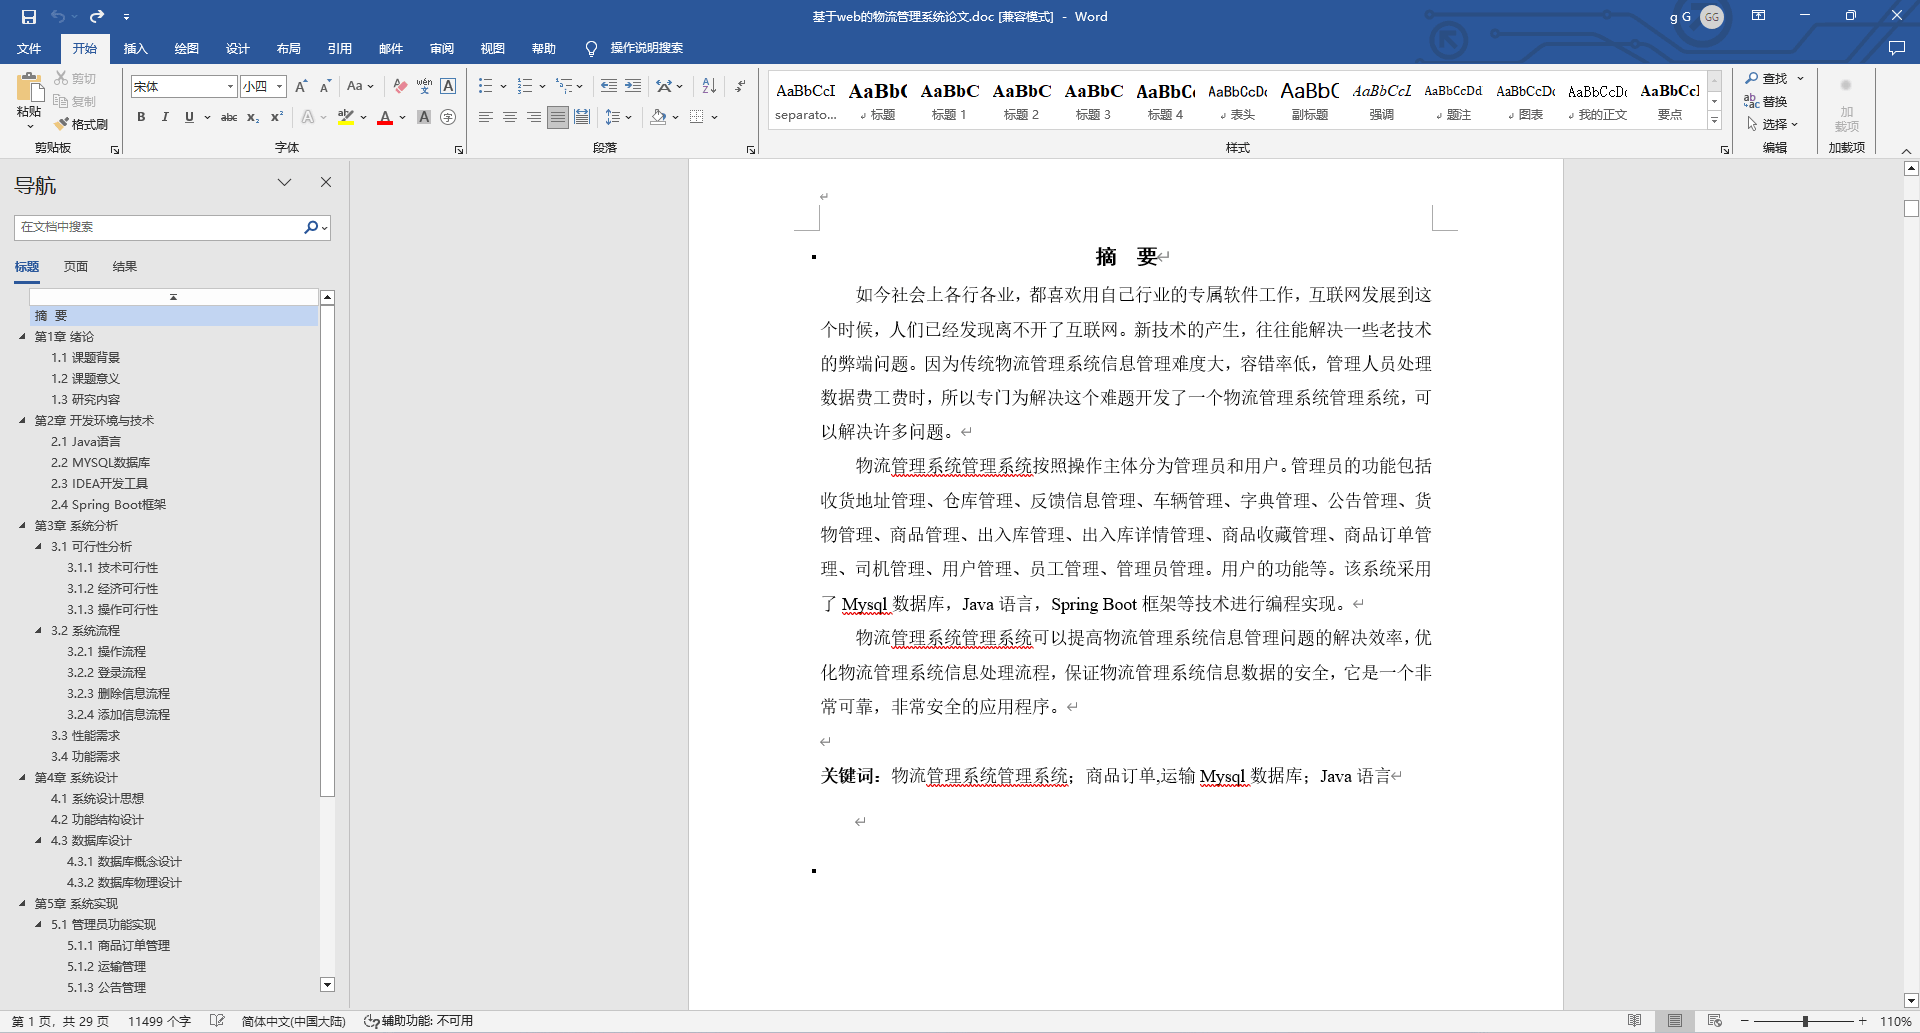 基于web的物流管理系统论文.doc [兼容模式] - Word
g G GG
文件 开始 插入 绘图 设计 布局 引用 邮件 审阅 视图 帮助 操作说明搜索
粘贴 剪切 复制 格式刷 剪贴板
宋体 小四 字体
段落
AaBbCcI separato...
AaBb( 标题
AaBbC 标题 1
AaBbC 标题 2
AaBbC 标题 3
AaBbC( 标题 4
AaBbCcDc 表头
AaBbC 副标题
AaBbCcL 强调
AaBbCcDd 题注
AaBbCcDc 图表
AaBbCcDc 我的正文
AaBbCcl 要点
样式
查找 替换 选择 编辑
加载项 加载项
导航
在文档中搜索
标题 页面 结果
摘 要
第1章 绪论
1.1 课题背景
1.2 课题意义
1.3 研究内容
第2章 开发环境与技术
2.1 Java语言
2.2 MYSQL数据库
2.3 IDEA开发工具
2.4 Spring Boot框架
第3章 系统分析
3.1 可行性分析
3.1.1 技术可行性
3.1.2 经济可行性
3.1.3 操作可行性
3.2 系统流程
3.2.1 操作流程
3.2.2 登录流程
3.2.3 删除信息流程
3.2.4 添加信息流程
3.3 性能需求
3.4 功能需求
第4章 系统设计
4.1 系统设计思想
4.2 功能结构设计
4.3 数据库设计
4.3.1 数据库概念设计
4.3.2 数据库物理设计
第5章 系统实现
5.1 管理员功能实现
5.1.1 商品订单管理
5.1.2 运输管理
5.1.3 公告管理
摘 要
如今社会上各行各业，都喜欢用自己行业的专属软件工作，互联网发展到这
个时候，人们已经发现离不开了互联网。新技术的产生，往往能解决一些老技术
的弊端问题。因为传统物流管理系统信息管理难度大，容错率低，管理人员处理
数据费工费时，所以专门为解决这个难题开发了一个物流管理系统管理系统，可
以解决许多问题。
物流管理系统管理系统按照操作主体分为管理员和用户。管理员的功能包括
收货地址管理、仓库管理、反馈信息管理、车辆管理、字典管理、公告管理、货
物管理、商品管理、出入库管理、出入库详情管理、商品收藏管理、商品订单管
理、司机管理、用户管理、员工管理、管理员管理。用户的功能等。该系统采用
了 Mysql 数据库，Java 语言，Spring Boot 框架等技术进行编程实现。
物流管理系统管理系统可以提高物流管理系统信息管理问题的解决效率，优
化物流管理系统信息处理流程，保证物流管理系统信息数据的安全，它是一个非
常可靠，非常安全的应用程序。
关键词：物流管理系统管理系统；商品订单,运输 Mysql 数据库；Java 语言
第 1 页，共 29 页 11499 个字 简体中文(中国大陆) 辅助功能: 不可用 110%